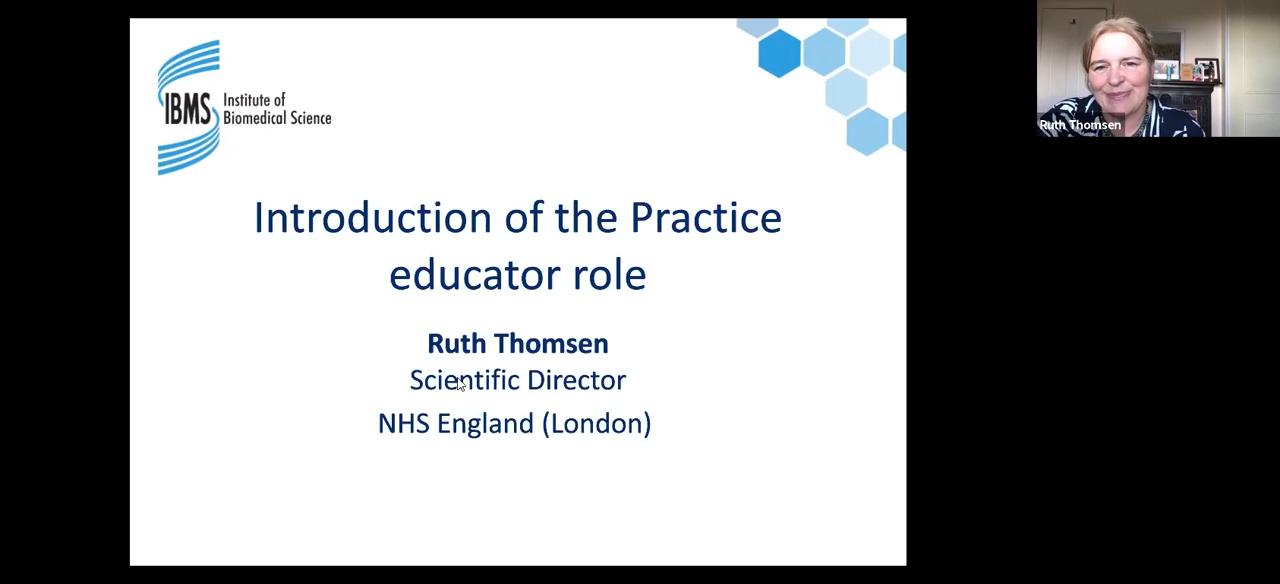 IBMS
Institute of
Biomedical Science
Introduction of the Practice
educator role
Ruth Thomsen
Scientific Director
NHS England (London)
Ruth Thomsen